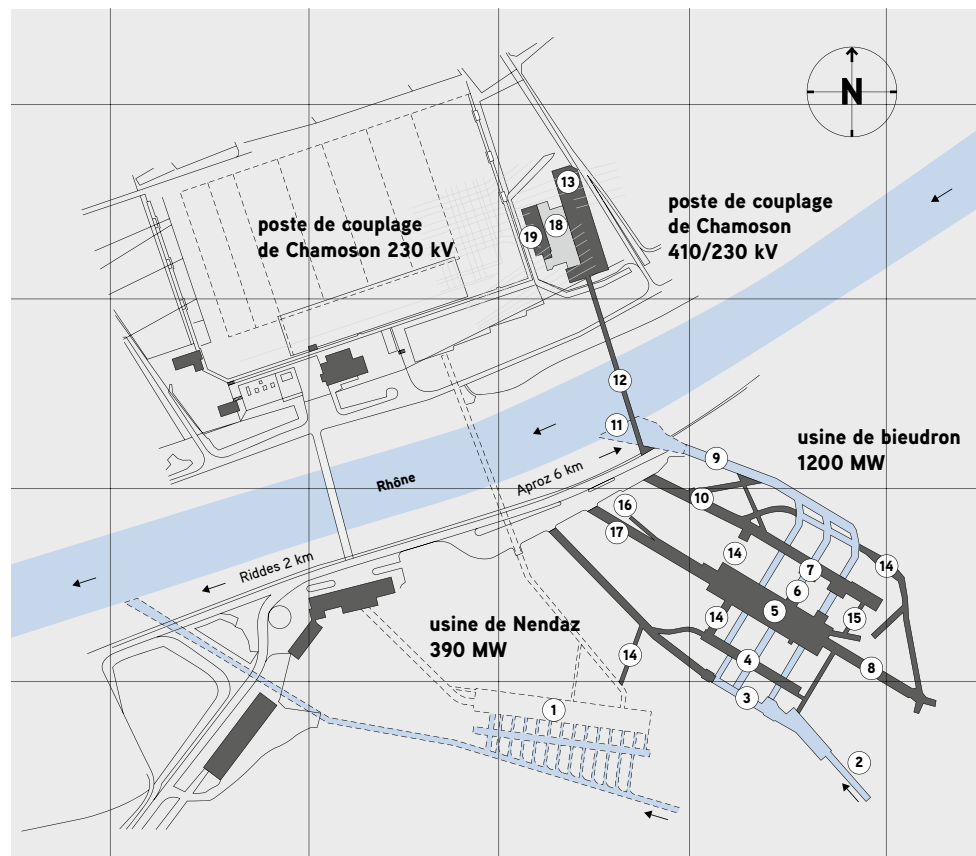 N
13
poste de couplage
de Chamoson
410/230 kV
poste de couplage
de Chamoson 230 kV
18
19
12
11
usine de bieudron
1200 MW
9
Rhône
Aproz 6 km
10
16
17
14
7
14
6
5
15
14
Riddes 2 km
usine de Nendaz
390 MW
14
4
8
3
1
2